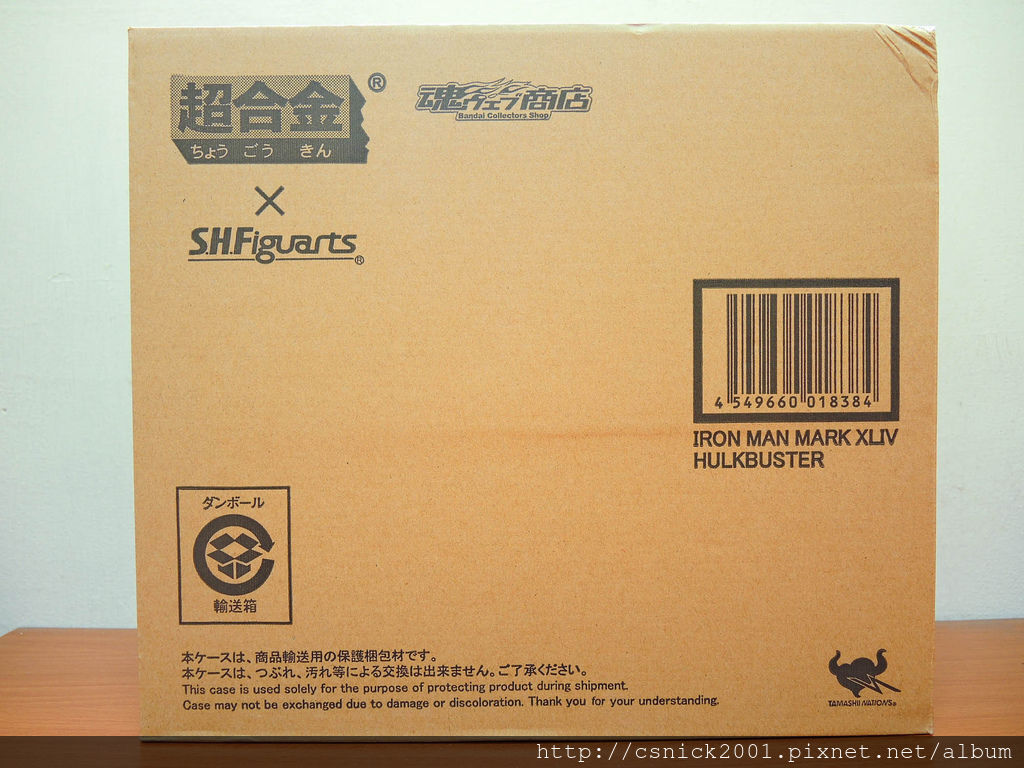 超合金®
ちょうごうきん
魂ウェブ商店
Bandai Collectors Shop
×
S.H.Figuarts®
4 549660 018384
IRON MAN MARK XLIV
HULKBUSTER
ダンボール
輸送箱
本ケースは、商品輸送用の保護梱包材です。
本ケースは、つぶれ、汚れ等による交換は出来ません。ご了承ください。
This case is used solely for the purpose of protecting product during shipment.
Case may not be exchanged due to damage or discoloration. Thank you for your understanding.
TAMASHII NATIONS®
http://csnick2001.pixnet.net/album